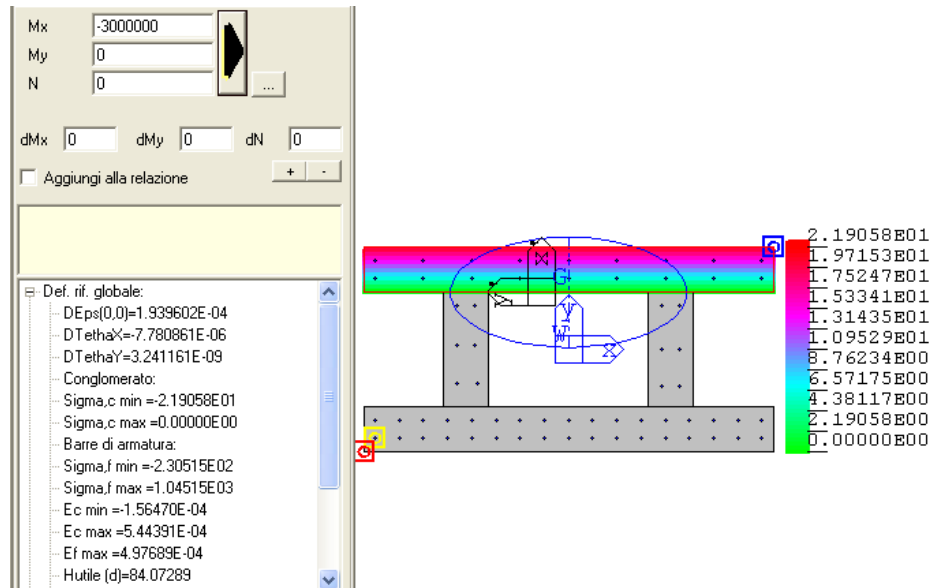 Mx -3000000
My 0
N 0
...
dMx 0 dMy 0 dN 0
Aggiungi alla relazione + -
Def. rif. globale:
DEps(0,0)=1.939602E-04
DTethaX=-7.780861E-06
DTethaY=3.241161E-09
Conglomerato:
Sigma,c min =-2.19058E01
Sigma,c max =0.00000E00
Barre di armatura:
Sigma,f min =-2.30515E02
Sigma,f max =1.04515E03
Ec min =-1.56470E-04
Ec max =5.44391E-04
Ef max =4.97689E-04
Hutile (d)=84.07289
X
G
Y
X
2.19058E01
1.97153E01
1.75247E01
1.53341E01
1.31435E01
1.09529E01
8.76234E00
6.57175E00
4.38117E00
2.19058E00
0.00000E00